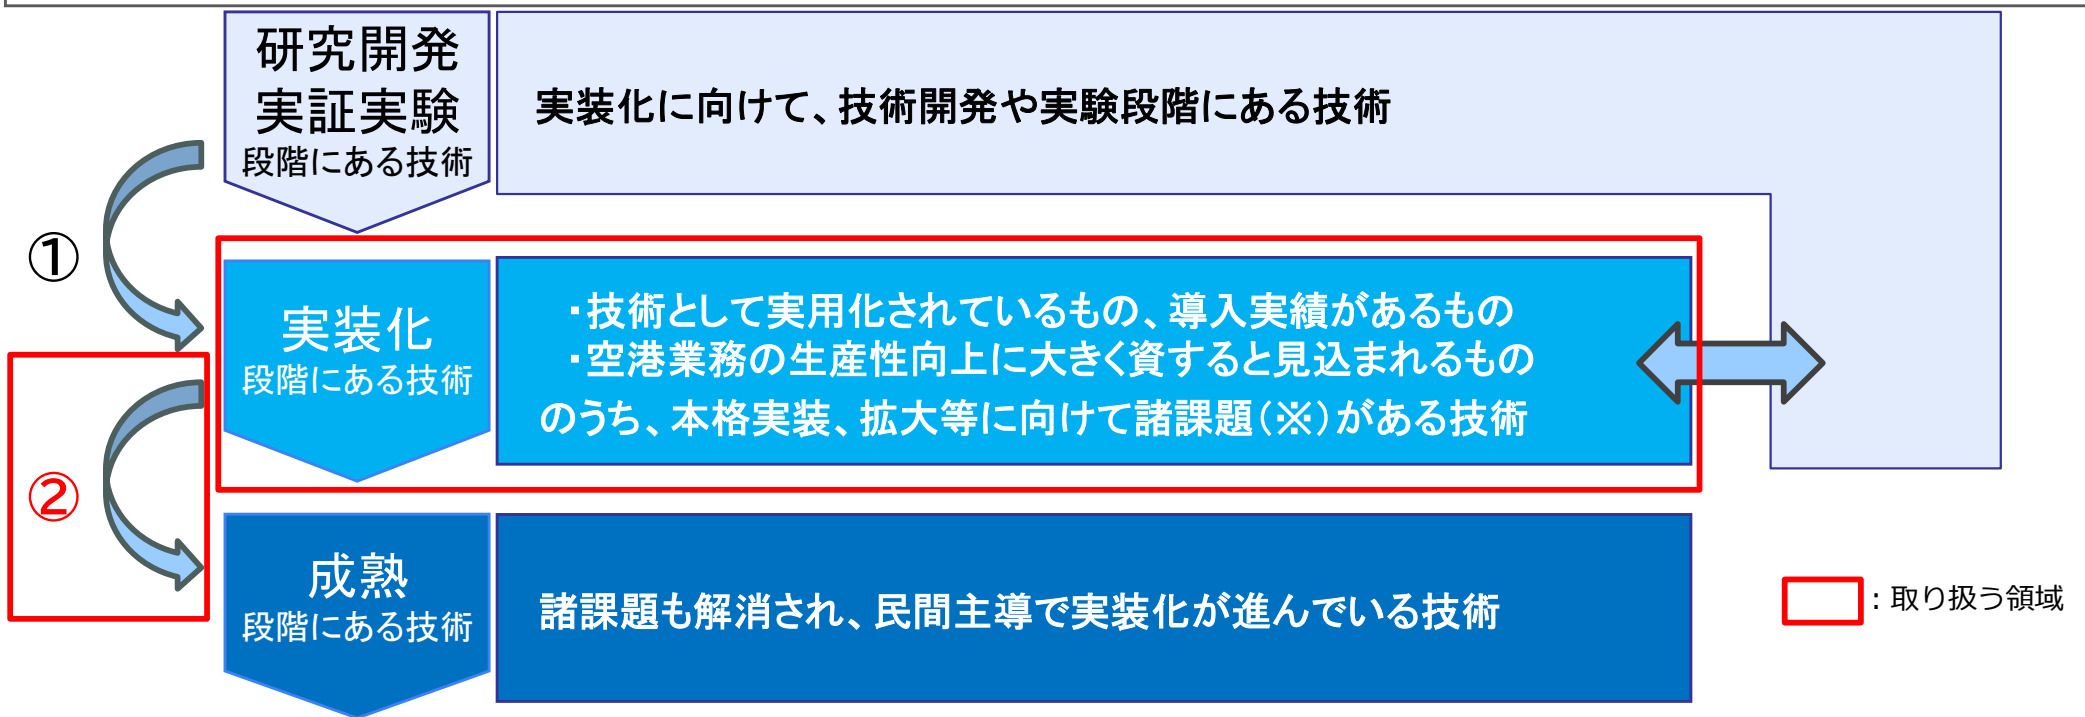 研究開発
実証実験
段階にある技術
実装化に向けて、技術開発や実験段階にある技術
①
実装化
段階にある技術
・技術として実用化されているもの、導入実績があるもの
・空港業務の生産性向上に大きく資すると見込まれるもの
のうち、本格実装、拡大等に向けて諸課題(※)がある技術
②
成熟
段階にある技術
諸課題も解消され、民間主導で実装化が進んでいる技術
:取り扱う領域